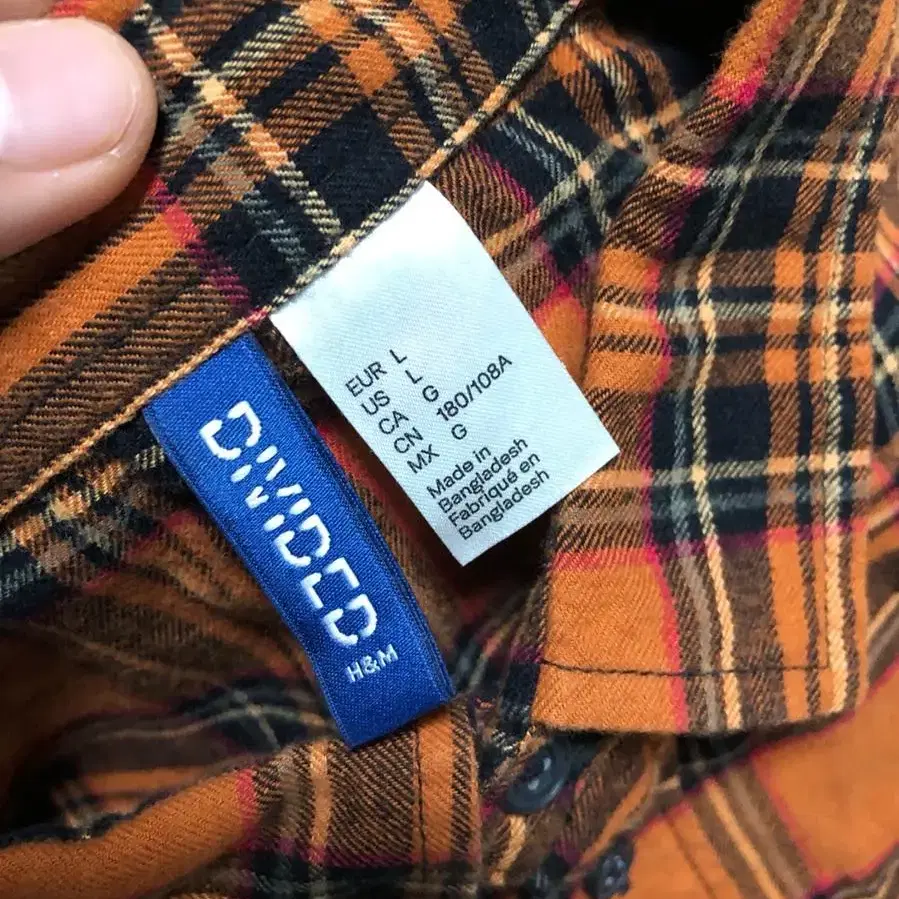 DIVIDED
H&M
EUR L
US L
CA G
CN 180/108A
MX G
Made in
Bangladesh
Fabriqué en
Bangladesh